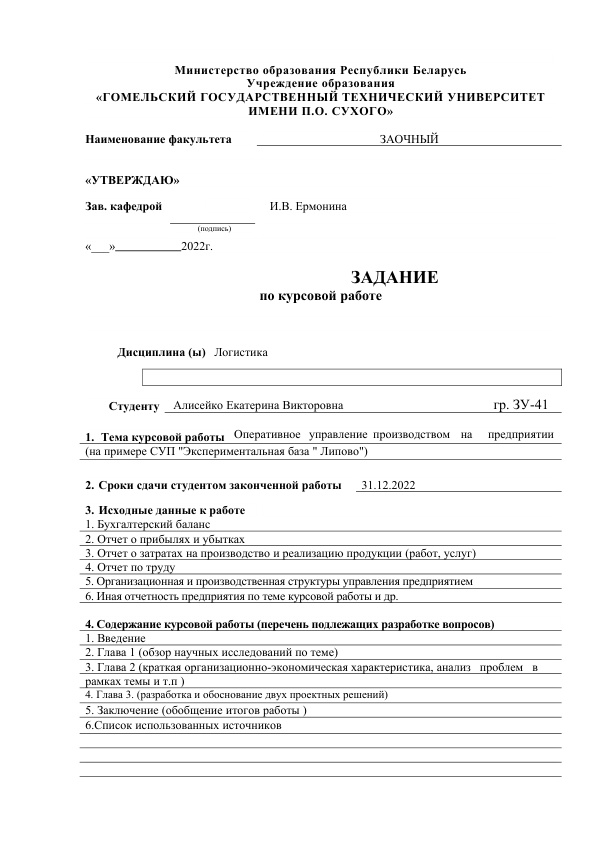 Министерство образования Республики Беларусь
Учреждение образования
«ГОМЕЛЬСКИЙ ГОСУДАРСТВЕННЫЙ ТЕХНИЧЕСКИЙ УНИВЕРСИТЕТ
ИМЕНИ П.О. СУХОГО»
Наименование факультета ЗАОЧНЫЙ
«УТВЕРЖДАЮ»
Зав. кафедрой И.В. Ермонина
(подпись)
«___»___________2022г.
ЗАДАНИЕ
по курсовой работе
Дисциплина (ы) Логистика
Студенту Алисейко Екатерина Викторовна гр. ЗУ-41
1. Тема курсовой работы Оперативное управление производством на предприятии
(на примере СУП "Экспериментальная база " Липово")
2. Сроки сдачи студентом законченной работы 31.12.2022
3. Исходные данные к работе
1. Бухгалтерский баланс
2. Отчет о прибылях и убытках
3. Отчет о затратах на производство и реализацию продукции (работ, услуг)
4. Отчет по труду
5. Организационная и производственная структуры управления предприятием
6. Иная отчетность предприятия по теме курсовой работы и др.
4. Содержание курсовой работы (перечень подлежащих разработке вопросов)
1. Введение
2. Глава 1 (обзор научных исследований по теме)
3. Глава 2 (краткая организационно-экономическая характеристика, анализ проблем в
рамках темы и т.п )
4. Глава 3. (разработка и обоснование двух проектных решений)
5. Заключение (обобщение итогов работы )
6.Список использованных источников